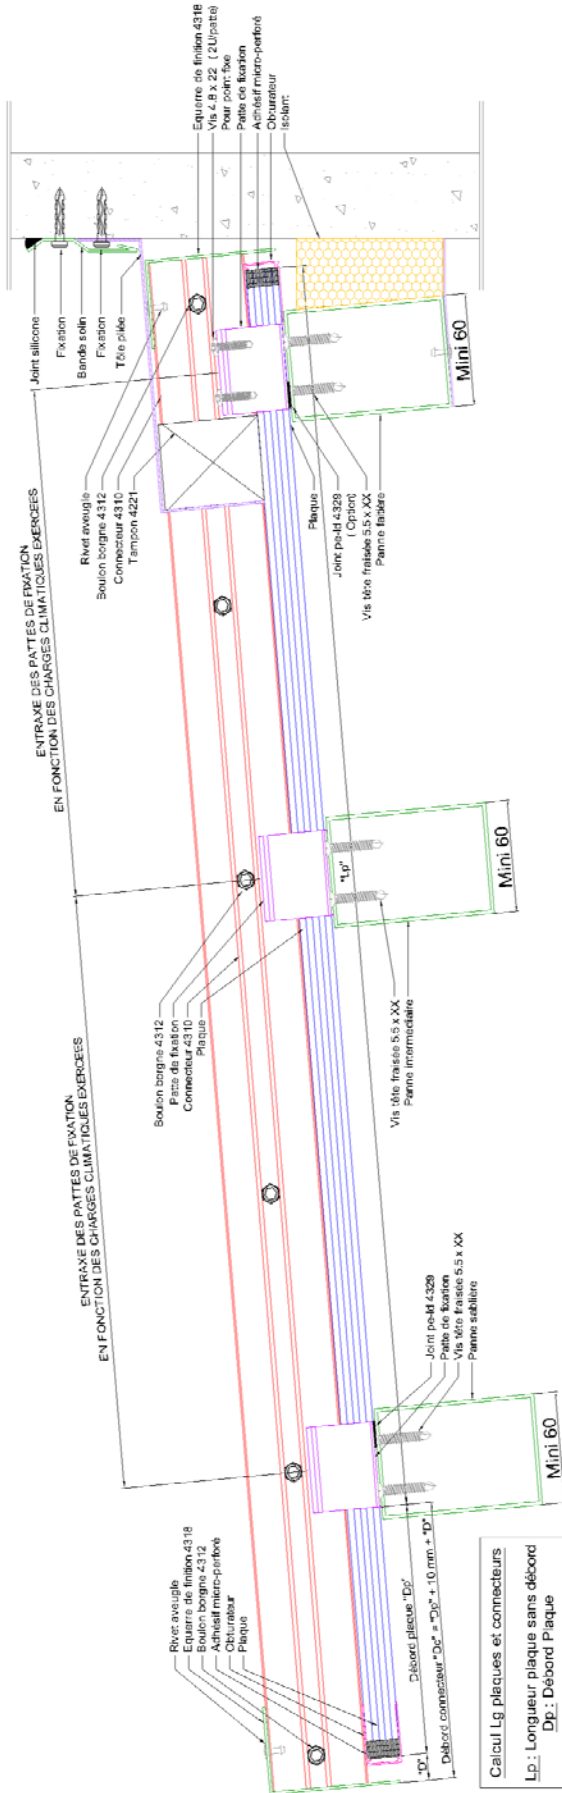 Joint silicone
Fixation
Bande solin
Fixation
Tôle pliée
Equerre de finition 4318
Vis 4.8 x 22 ( 2 U/patte)
Pour point fixe
Patte de fixation
Adhésif micro-perforé
Obturateur
Isolant
ENTRAXE DES PATTES DE FIXATION
EN FONCTION DES CHARGES CLIMATIQUES EXERCEES
Rivet aveugle
Boulon borgne 4312
Connecteur 4310
Tampon 4221
Plaque
Joint pe-ld 4329
( Option)
Vis tête fraisée 5.5 x XX
Panne faîtière
Mini 60
ENTRAXE DES PATTES DE FIXATION
EN FONCTION DES CHARGES CLIMATIQUES EXERCEES
Boulon borgne 4312
Patte de fixation
Connecteur 4310
Plaque
"Lp"
Vis tête fraisée 5.5 x XX
Panne intermédiaire
Mini 60
Rivet aveugle
Equerre de finition 4318
Boulon borgne 4312
Adhésif micro-perforé
Obturateur
Plaque
Joint pe-ld 4329
Patte de fixation
Vis tête fraisée 5.5 x XX
Panne sablière
Mini 60
Débord plaque "Dp"
"D"
Débord connecteur "Dc" = "Dp" + 10 mm + "D"
Calcul Lg plaques et connecteurs
Lp : Longueur plaque sans débord
Dp : Débord Plaque